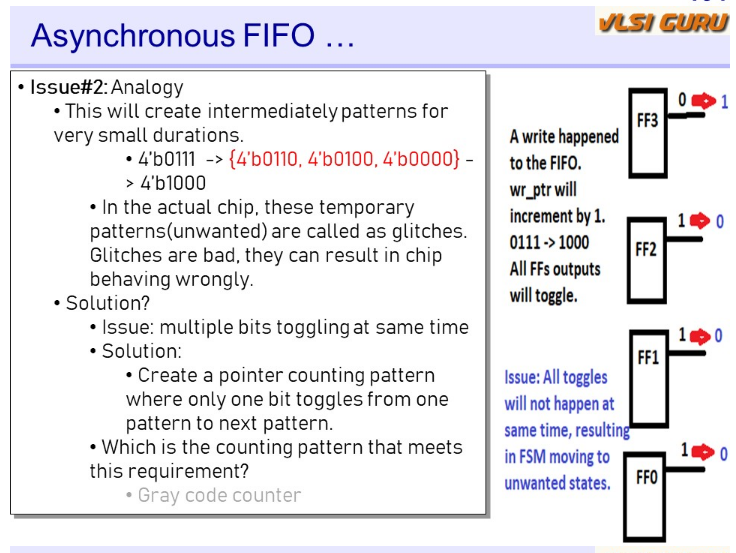 VLSI GURU
Asynchronous FIFO …
• Issue#2: Analogy
• This will create intermediately patterns for
very small durations.
• 4'b0111 -> {4'b0110, 4'b0100, 4'b0000} -
> 4'b1000
• In the actual chip, these temporary
patterns(unwanted) are called as glitches.
Glitches are bad, they can result in chip
behaving wrongly.
• Solution?
• Issue: multiple bits toggling at same time
• Solution:
• Create a pointer counting pattern
where only one bit toggles from one
pattern to next pattern.
• Which is the counting pattern that meets
this requirement?
• Gray code counter
A write happened
to the FIFO.
wr_ptr will
increment by 1.
0111 -> 1000
All FFs outputs
will toggle.
Issue: All toggles
will not happen at
same time, resulting
in FSM moving to
unwanted states.
FF3
0 1
FF2
1 0
FF1
1 0
FF0
1 0